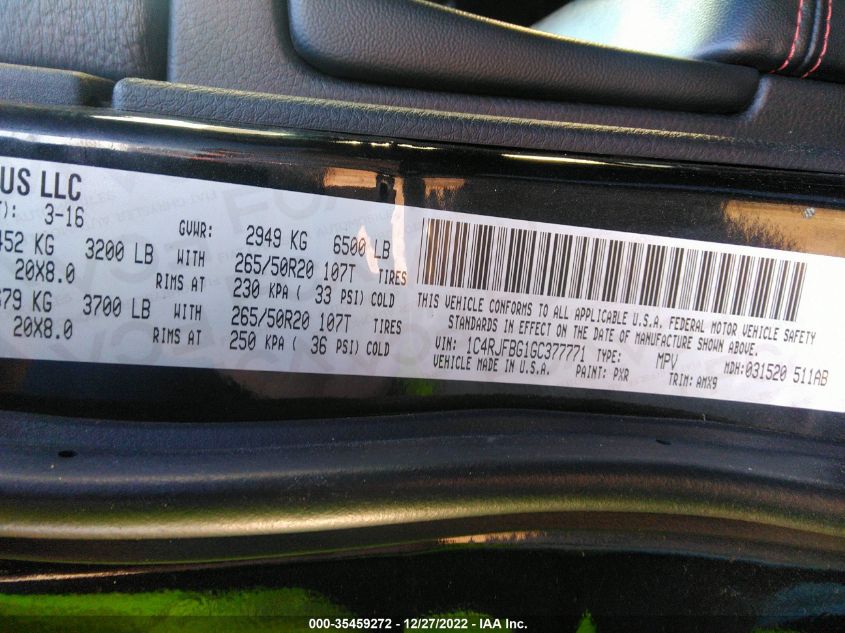 US LLC
T): 3-16
GVWR: 2949 KG 6500 LB
452 KG 3200 LB WITH 265/50R20 107T TIRES
20X8.0 RIMS AT 230 KPA ( 33 PSI) COLD
879 KG 3700 LB WITH 265/50R20 107T TIRES
20X8.0 RIMS AT 250 KPA ( 36 PSI) COLD
THIS VEHICLE CONFORMS TO ALL APPLICABLE U.S.A. FEDERAL MOTOR VEHICLE SAFETY
STANDARDS IN EFFECT ON THE DATE OF MANUFACTURE SHOWN ABOVE.
VIN: 1C4RJFBG1GC377771 TYPE: MPV MDH:031520 511AB
VEHICLE MADE IN U.S.A. PAINT: PXR TRIM: AMX9
000-35459272 - 12/27/2022 - IAA Inc.